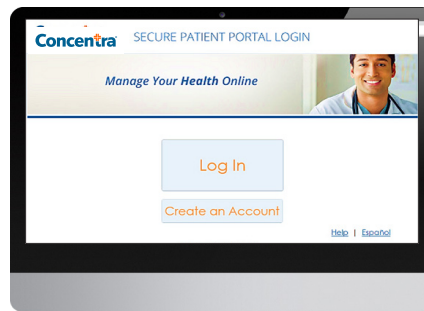 Concentra SECURE PATIENT PORTAL LOGIN
Manage Your Health Online
Log In
Create an Account
Help | Español